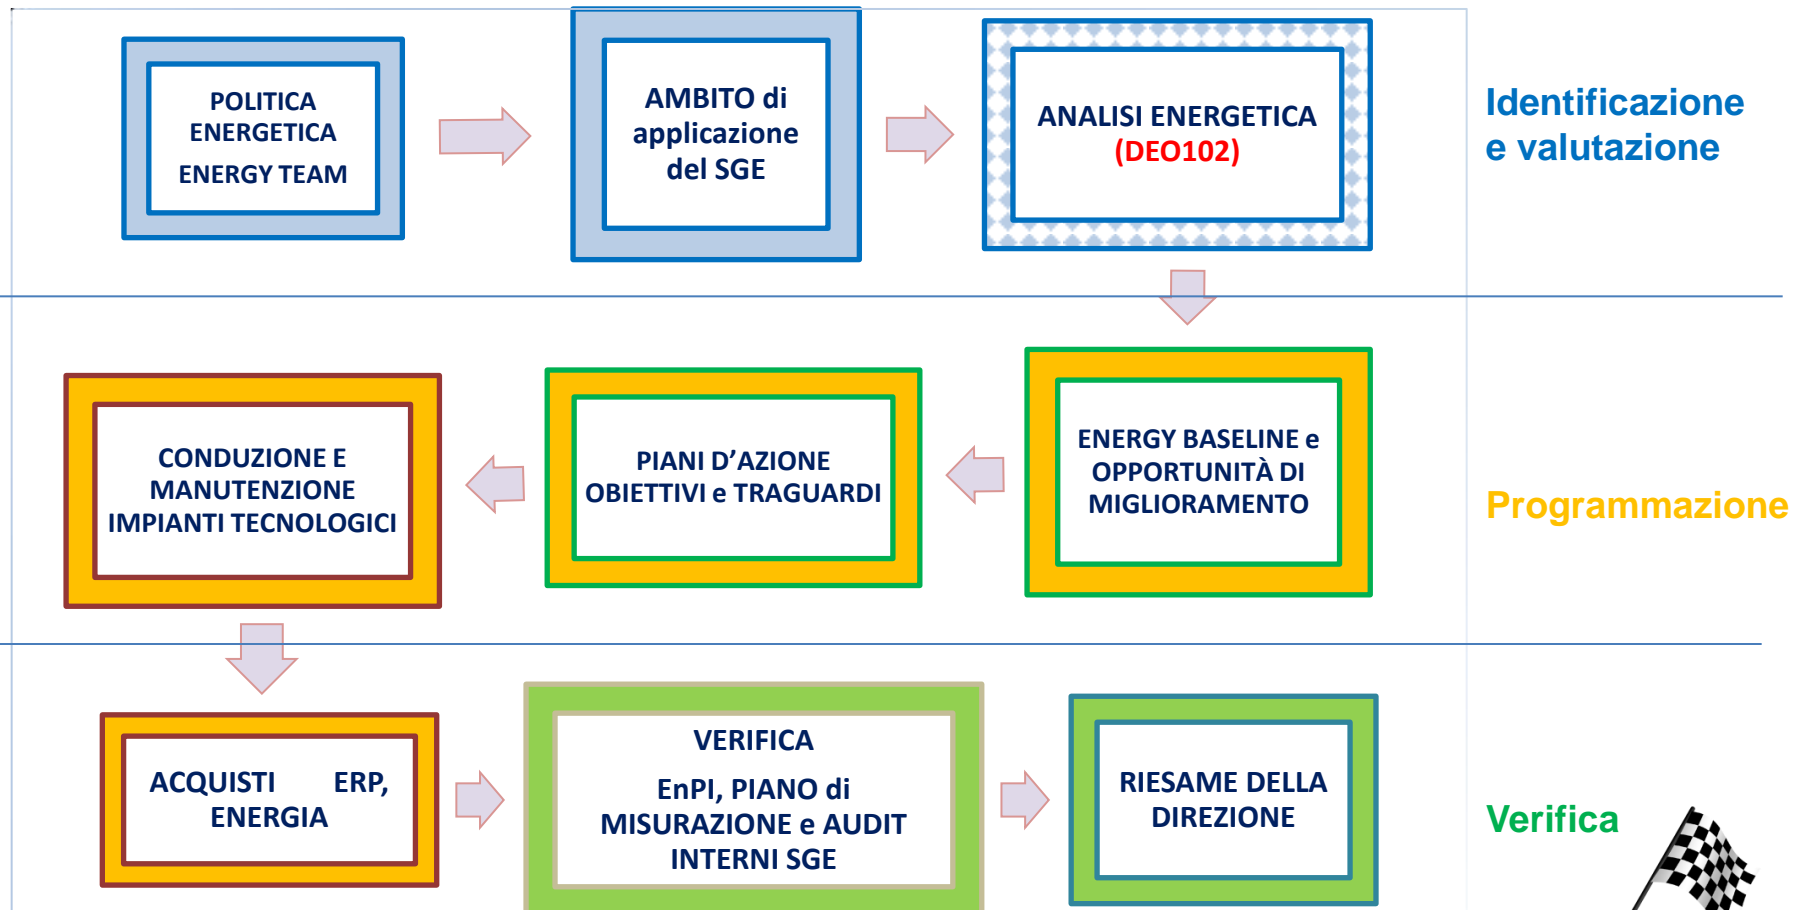 POLITICA
ENERGETICA
ENERGY TEAM
AMBITO di
applicazione
del SGE
ANALISI ENERGETICA
(DEO102)
Identificazione
e valutazione
CONDUZIONE E
MANUTENZIONE
IMPIANTI TECNOLOGICI
PIANI D’AZIONE
OBIETTIVI e TRAGUARDI
ENERGY BASELINE e
OPPORTUNITÀ DI
MIGLIORAMENTO
Programmazione
ACQUISTI ERP,
ENERGIA
VERIFICA
EnPI, PIANO di
MISURAZIONE e AUDIT
INTERNI SGE
RIESAME DELLA
DIREZIONE
Verifica